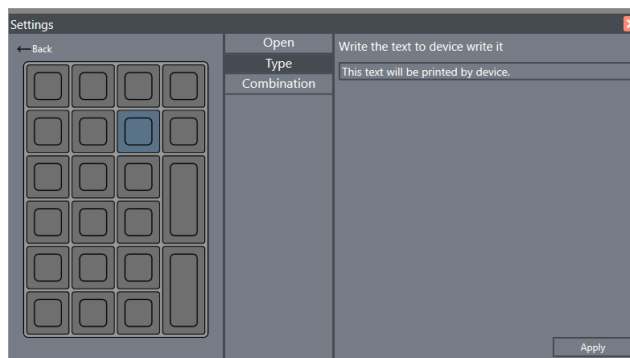 Settings
←Back
Open
Type
Combination
Write the text to device write it
This text will be printed by device.
Apply